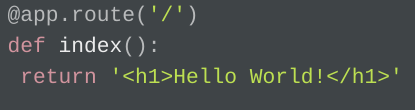 @app.route('/')
def index():
 return '<h1>Hello World!</h1>'